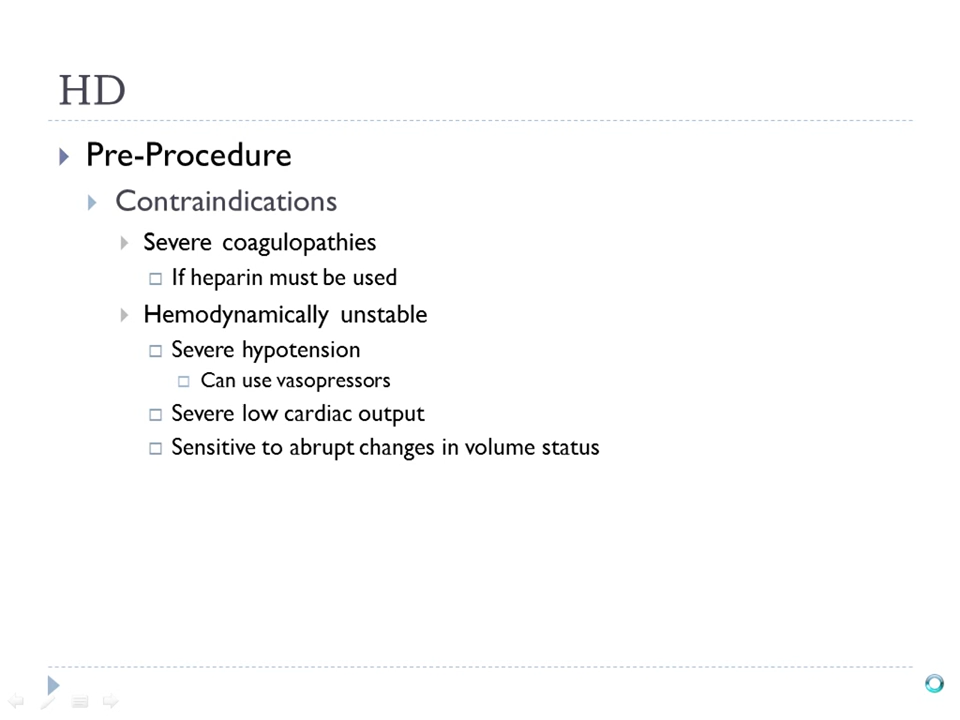 HD
Pre-Procedure
Contraindications
Severe coagulopathies
If heparin must be used
Hemodynamically unstable
Severe hypotension
Can use vasopressors
Severe low cardiac output
Sensitive to abrupt changes in volume status